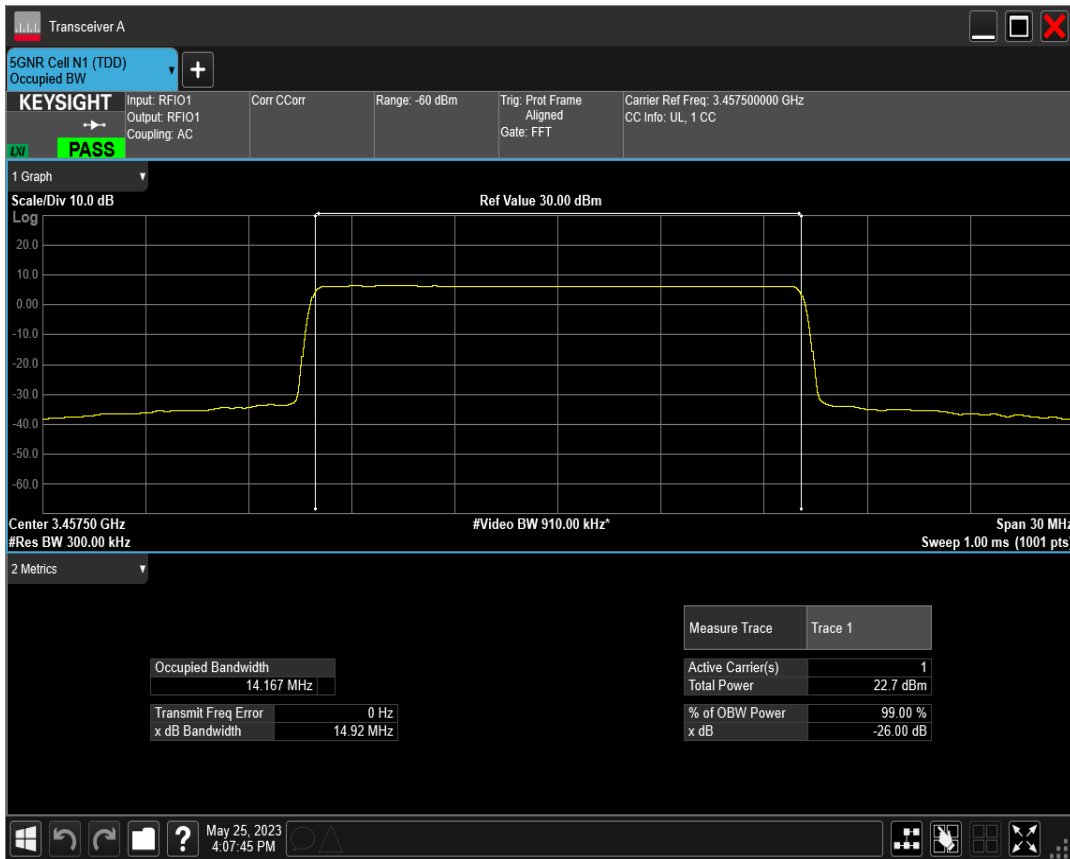 Transceiver A
5GNR Cell N1 (TDD)
Occupied BW
KEYSIGHT
LXI
PASS
Input: RFIO1
Output: RFIO1
Coupling: AC
Corr CCorr
Range: -60 dBm
Trig: Prot Frame
Aligned
Gate: FFT
Carrier Ref Freq: 3.457500000 GHz
CC Info: UL, 1 CC
1 Graph
Scale/Div 10.0 dB
Ref Value 30.00 dBm
Log
20.0
10.0
0.00
-10.0
-20.0
-30.0
-40.0
-50.0
-60.0
Center 3.45750 GHz
#Video BW 910.00 kHz*
Span 30 MHz
#Res BW 300.00 kHz
Sweep 1.00 ms (1001 pts)
2 Metrics
Measure Trace Trace 1
Occupied Bandwidth
14.167 MHz
Active Carrier(s) 1
Total Power 22.7 dBm
Transmit Freq Error 0 Hz
x dB Bandwidth 14.92 MHz
% of OBW Power 99.00 %
x dB -26.00 dB
?
May 25, 2023
4:07:45 PM